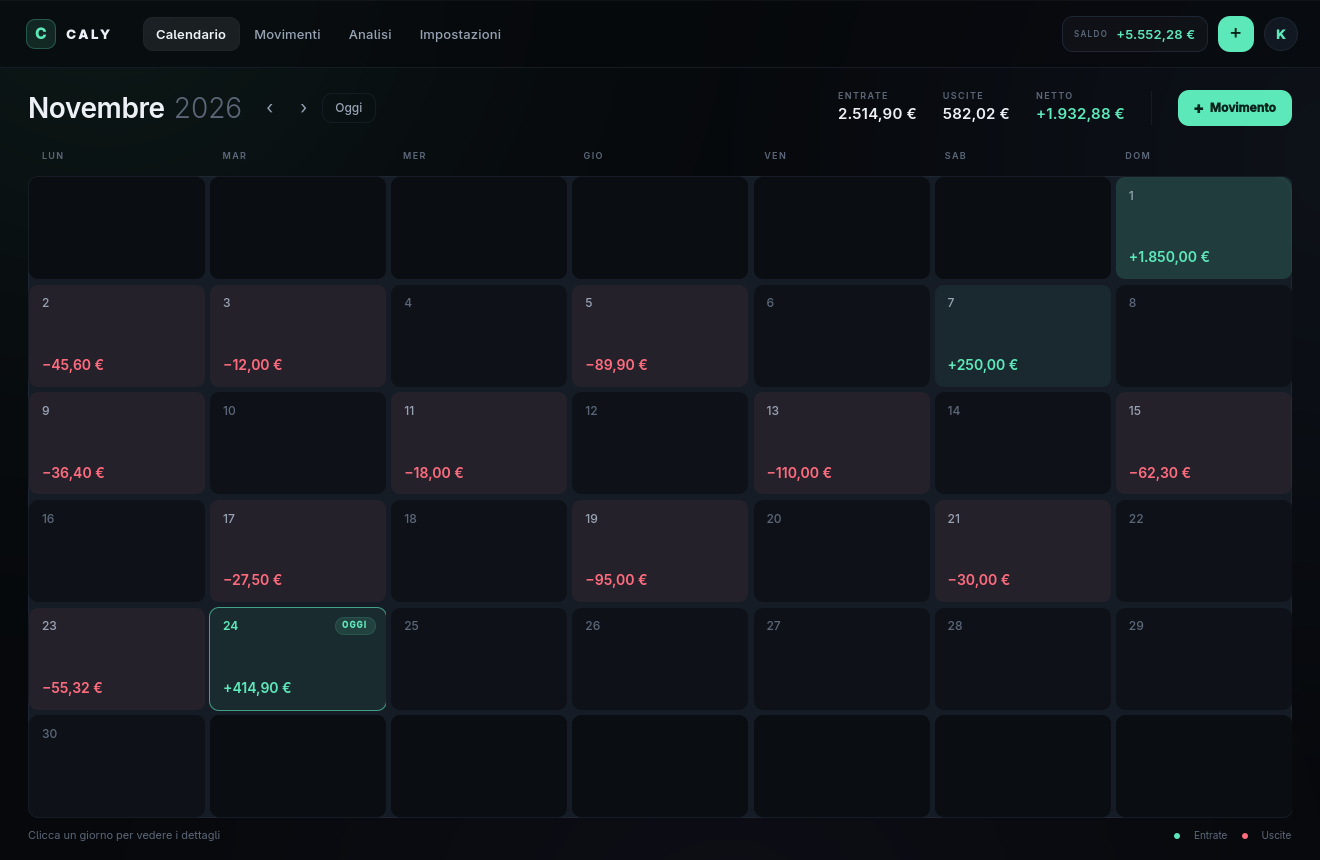 C CALY Calendario Movimenti Analisi Impostazioni SALDO +5.552,28 € + K
Novembre 2026 ‹ › Oggi
ENTRATE USCITE NETTO
2.514,90 € 582,02 € +1.932,88 €
+ Movimento
LUN MAR MER GIO VEN SAB DOM
1
+1.850,00 €
2 3 4 5 6 7 8
−45,60 € −12,00 € −89,90 € +250,00 €
9 10 11 12 13 14 15
−36,40 € −18,00 € −110,00 € −62,30 €
16 17 18 19 20 21 22
−27,50 € −95,00 € −30,00 €
23 24 OGGI 25 26 27 28 29
−55,32 € +414,90 €
30
Clicca un giorno per vedere i dettagli Entrate Uscite